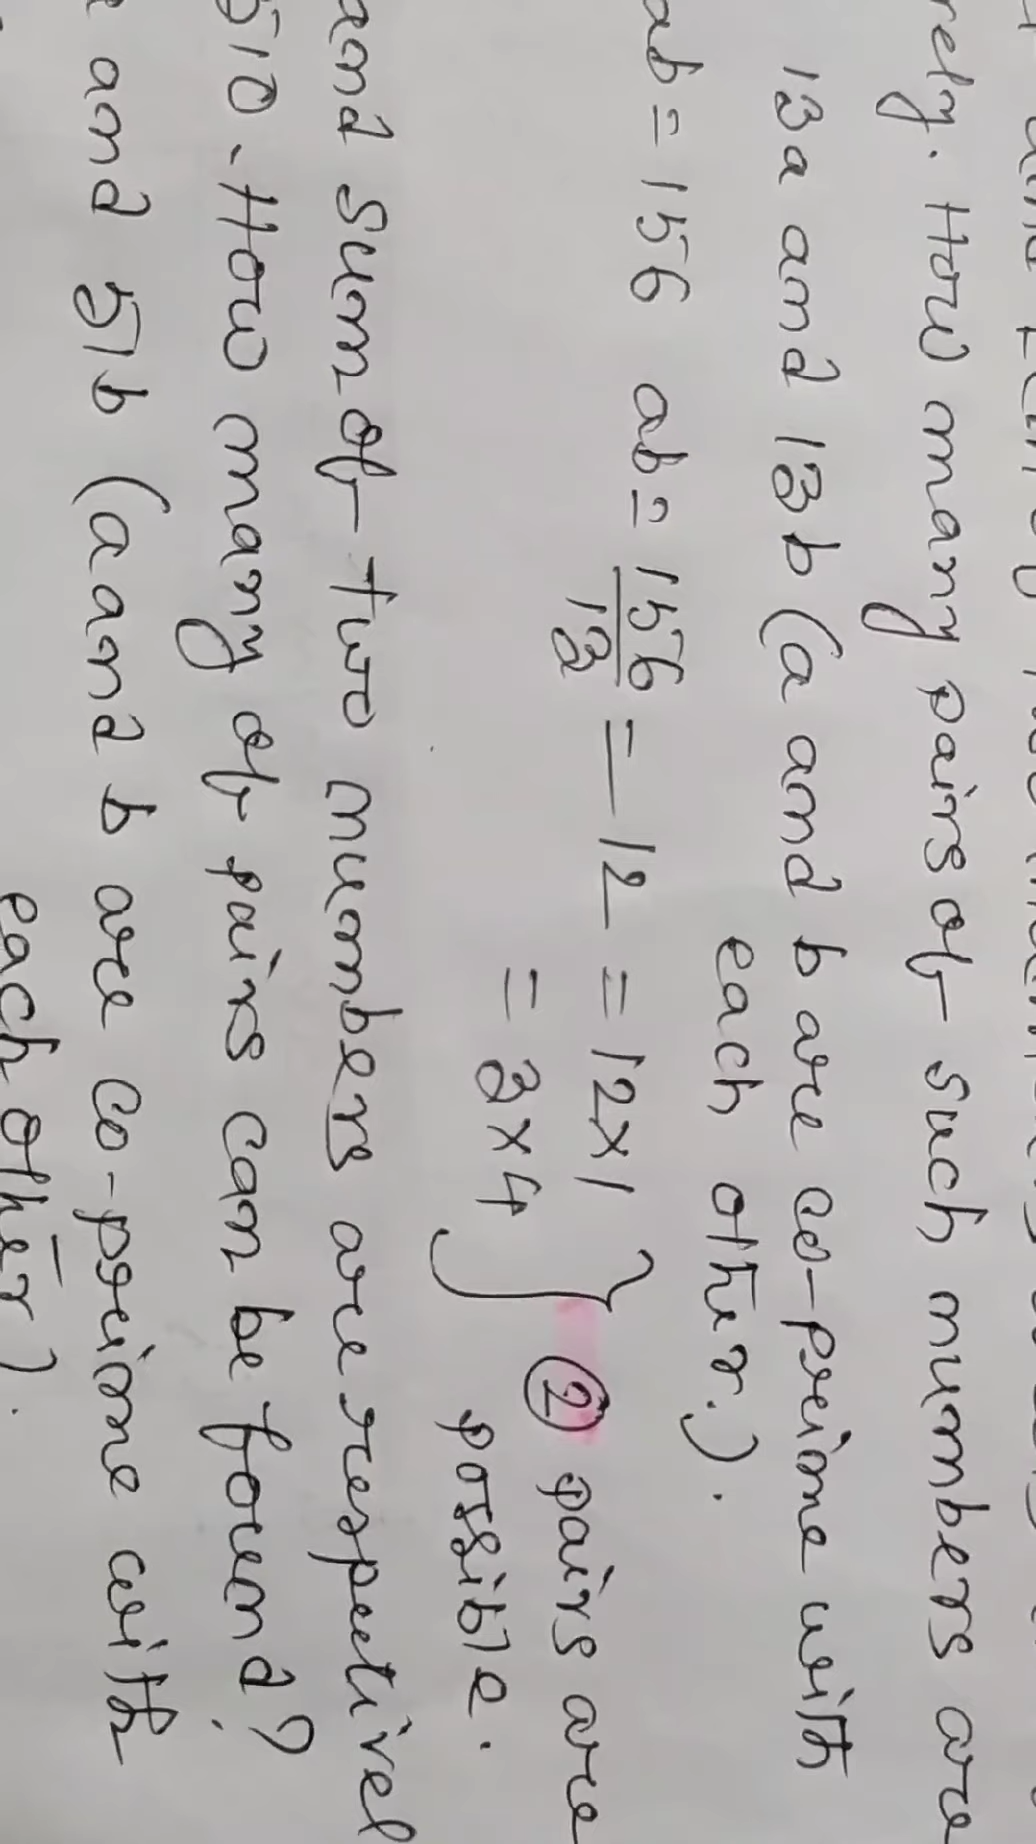 rely. How many pairs of such numbers are
13a and 13b (a and b are co-prime with
each other.).
ab = 156 ab = 156/13 = 12 = 12×1
= 3×4 } 2 pairs are
possible.
and sum of two numbers are respectivel
510. How many of pairs can be found?
and 51b (a and b are co-prime with
each other).